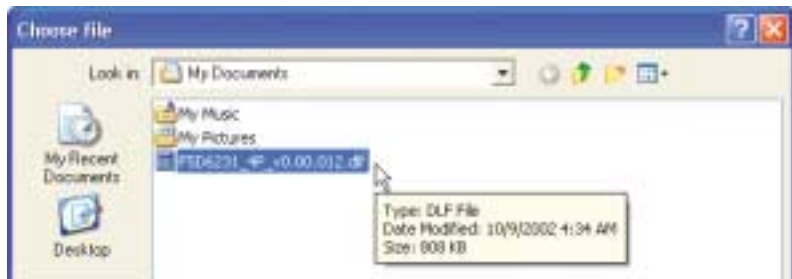 Choose file
Look in:
My Documents
My Music
My Pictures
My Recent
Documents
Desktop
Type: DLF File
Date Modified: 10/9/2002 4:34 AM
Size: 808 KB